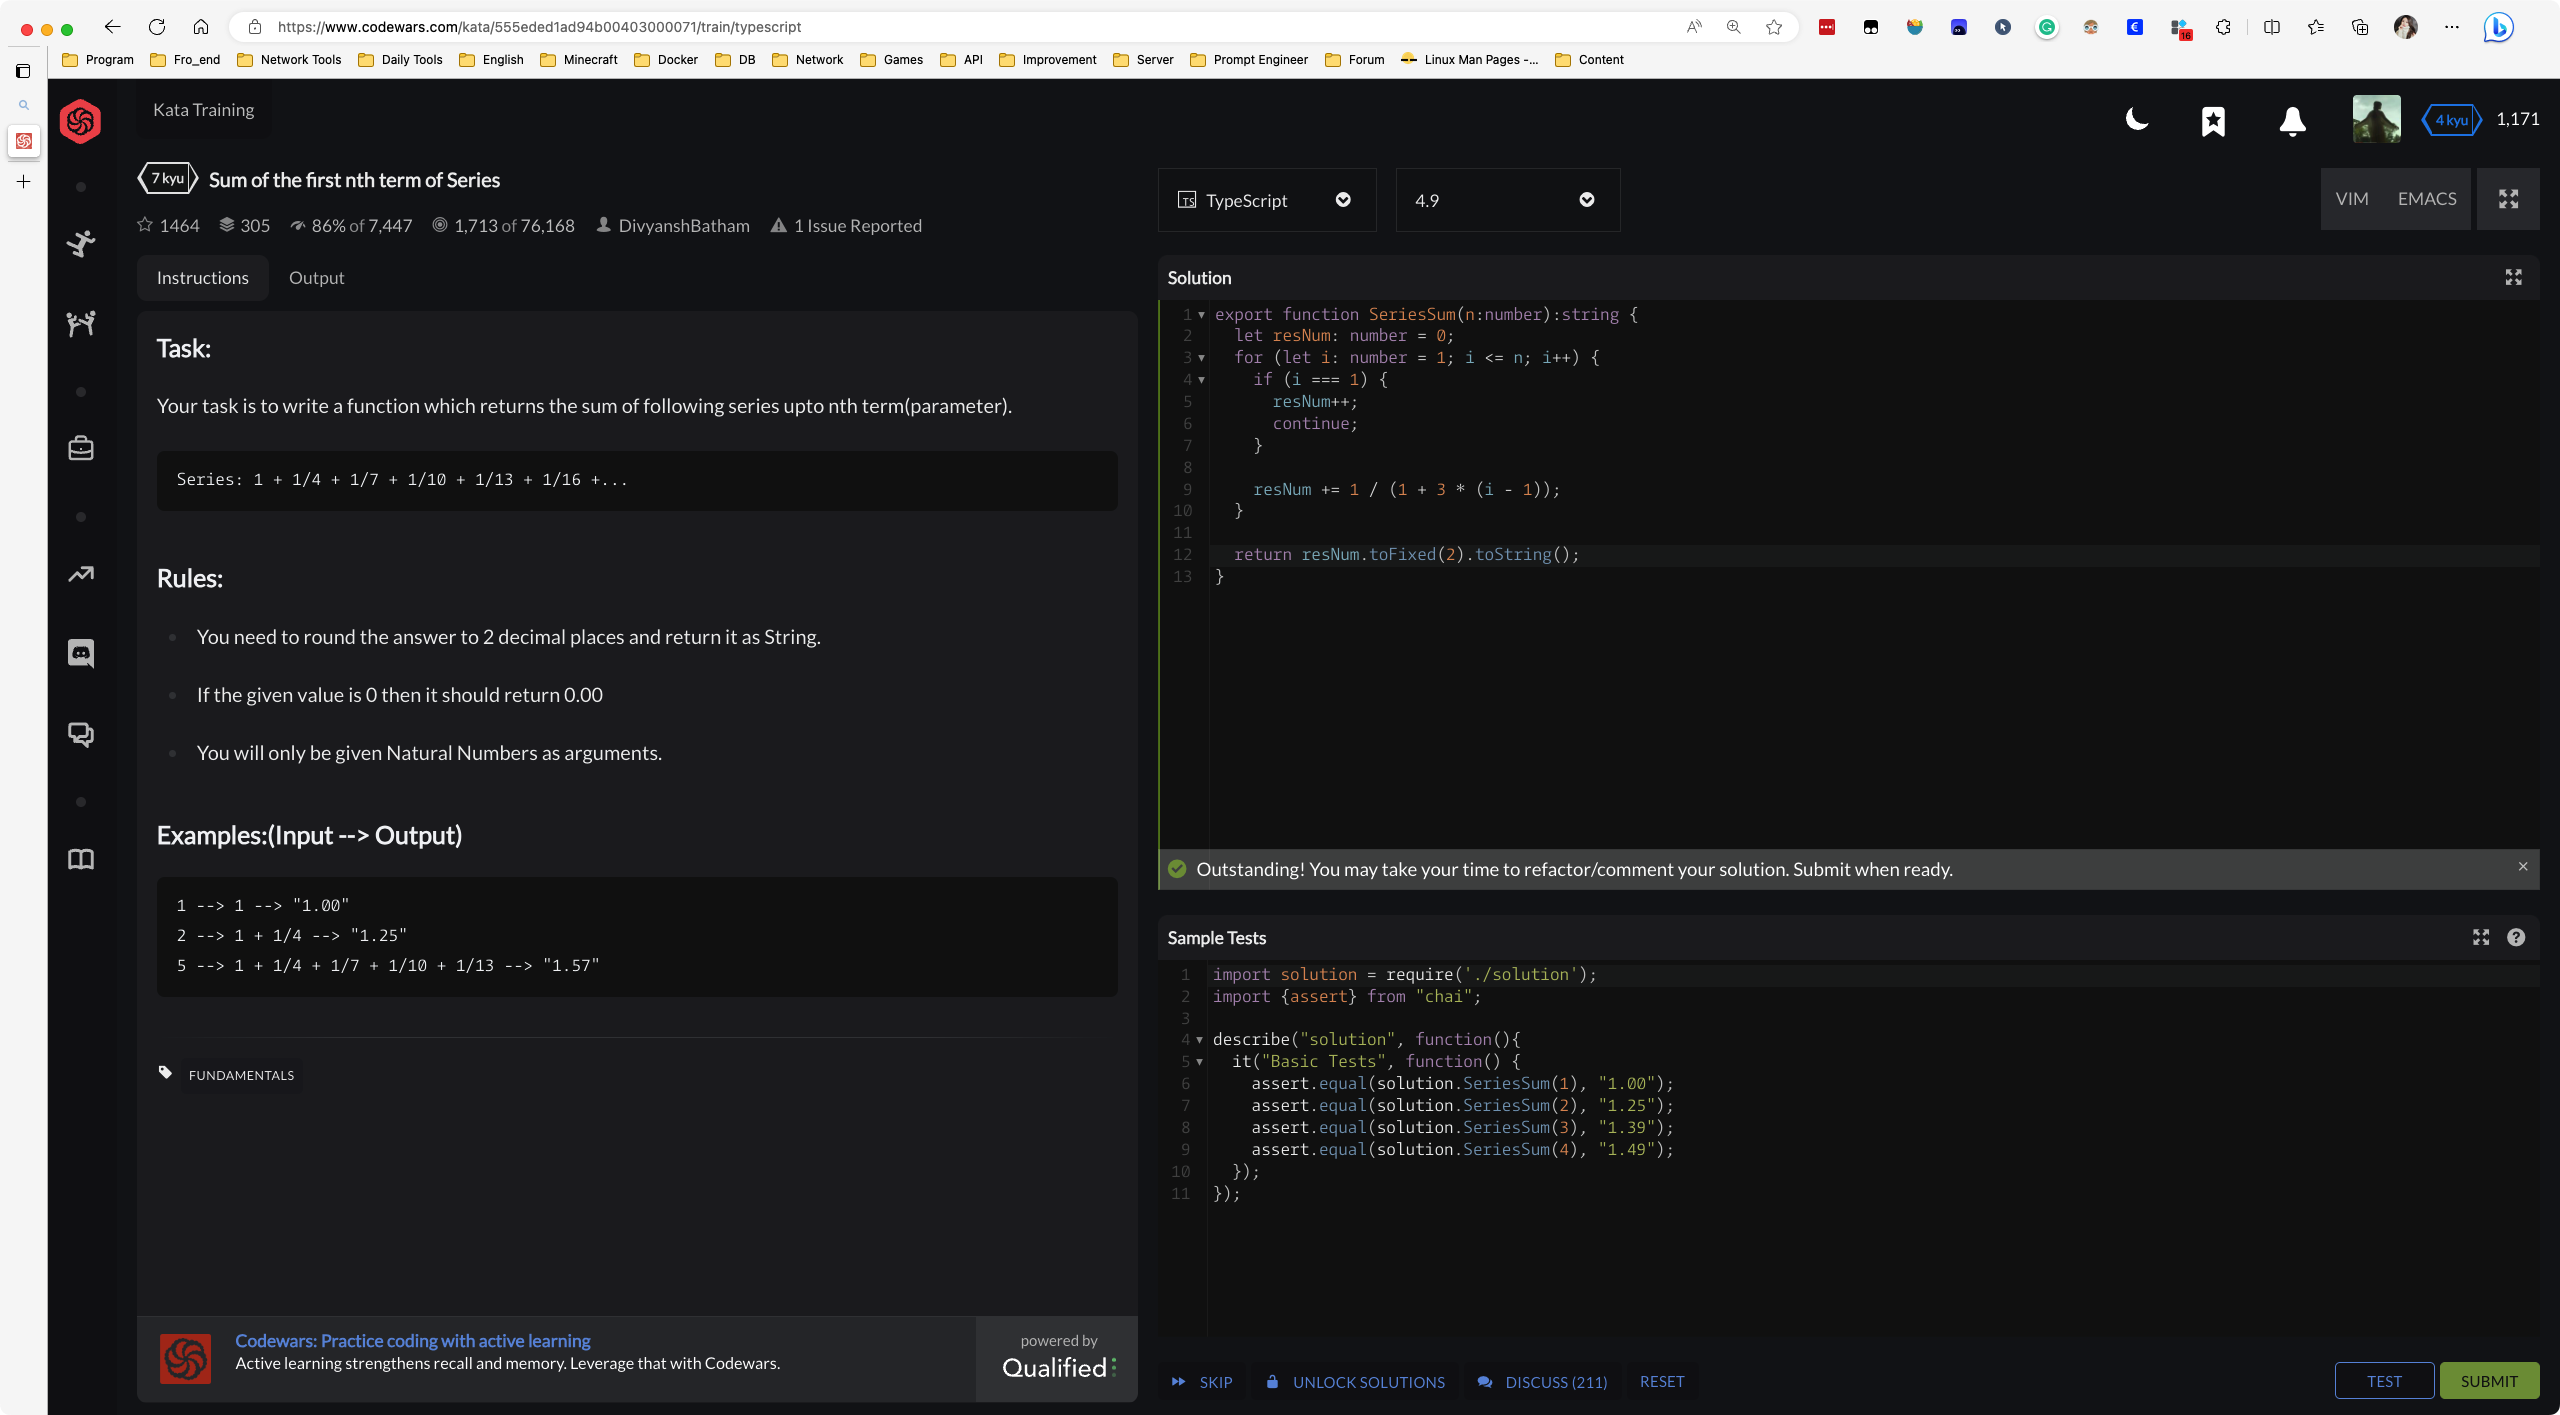 https://www.codewars.com/kata/555eded1ad94b00403000071/train/typescript
Program Fro_end Network Tools Daily Tools English Minecraft Docker DB Network Games API Improvement Server Prompt Engineer Forum Linux Man Pages -... Content
16
Kata Training
4 kyu 1,171
7 kyu Sum of the first nth term of Series
1464 305 86% of 7,447 1,713 of 76,168 DivyanshBatham 1 Issue Reported
Instructions Output
Task:
Your task is to write a function which returns the sum of following series upto nth term(parameter).
Series: 1 + 1/4 + 1/7 + 1/10 + 1/13 + 1/16 +...
Rules:
You need to round the answer to 2 decimal places and return it as String.
If the given value is 0 then it should return 0.00
You will only be given Natural Numbers as arguments.
Examples:(Input --> Output)
1 --> 1 --> "1.00"
2 --> 1 + 1/4 --> "1.25"
5 --> 1 + 1/4 + 1/7 + 1/10 + 1/13 --> "1.57"
FUNDAMENTALS
Codewars: Practice coding with active learning
Active learning strengthens recall and memory. Leverage that with Codewars.
powered by
Qualified
TS TypeScript 4.9
VIM EMACS
Solution
1 export function SeriesSum(n:number):string {
2 let resNum: number = 0;
3 for (let i: number = 1; i <= n; i++) {
4 if (i === 1) {
5 resNum++;
6 continue;
7 }
8
9 resNum += 1 / (1 + 3 * (i - 1));
10 }
11
12 return resNum.toFixed(2).toString();
13 }
Outstanding! You may take your time to refactor/comment your solution. Submit when ready.
Sample Tests
1 import solution = require('./solution');
2 import {assert} from "chai";
3
4 describe("solution", function(){
5 it("Basic Tests", function() {
6 assert.equal(solution.SeriesSum(1), "1.00");
7 assert.equal(solution.SeriesSum(2), "1.25");
8 assert.equal(solution.SeriesSum(3), "1.39");
9 assert.equal(solution.SeriesSum(4), "1.49");
10 });
11 });
SKIP UNLOCK SOLUTIONS DISCUSS (211) RESET
TEST SUBMIT